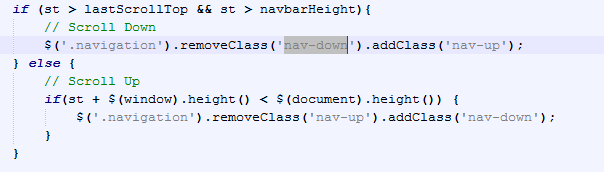 if (st > lastScrollTop && st > navbarHeight){
// Scroll Down
$('.navigation').removeClass('nav-down').addClass('nav-up');
} else {
// Scroll Up
if(st + $(window).height() < $(document).height()) {
$('.navigation').removeClass('nav-up').addClass('nav-down');
}
}